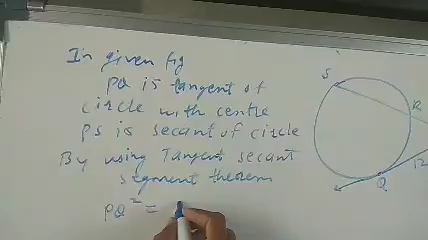 In given fig
PQ is tangent of
circle with centre
PS is secant of circle
By using Tangent secant
segment theorem
PQ² =
S
R
12
Q